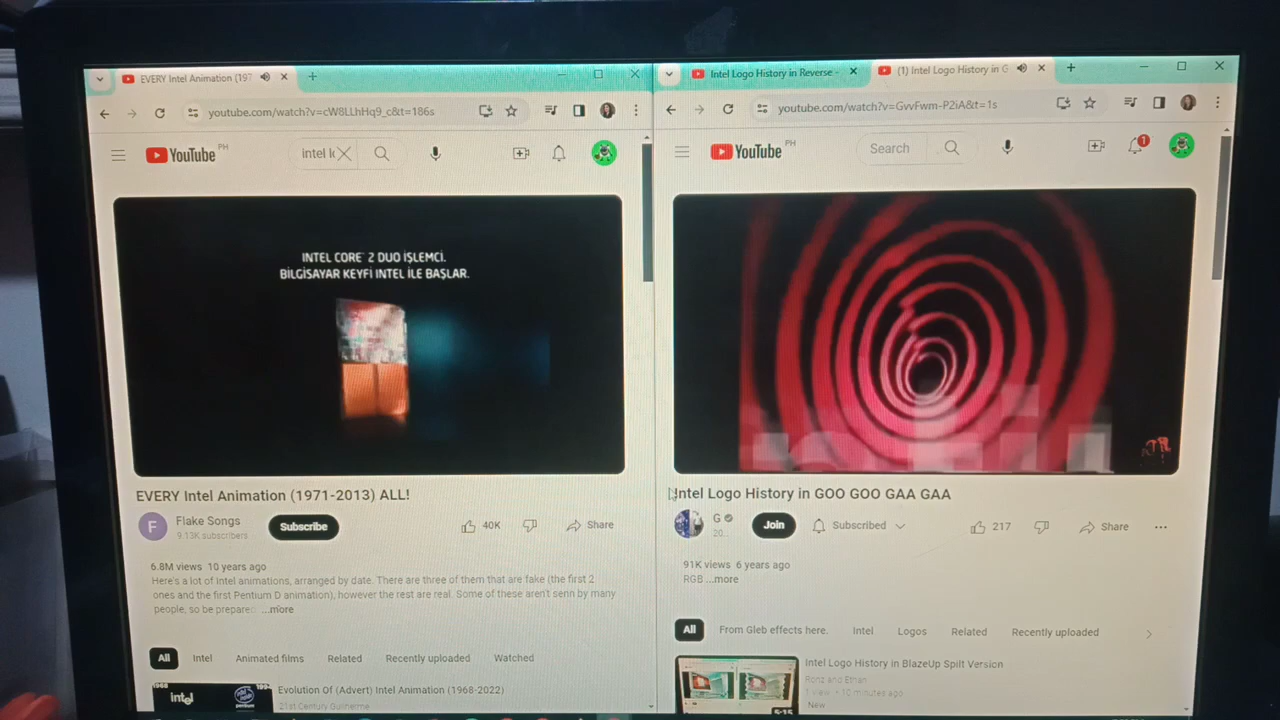 EVERY Intel Animation (197
youtube.com/watch?v=cW8LLhHq9_c&t=186s
YouTube PH
intel k
INTEL CORE 2 DUO İŞLEMCİ.
BİLGİSAYAR KEYFİ INTEL İLE BAŞLAR.
EVERY Intel Animation (1971-2013) ALL!
F
Flake Songs
9.13K subscribers
Subscribe
40K
Share
6.8M views 10 years ago
Here's a lot of Intel animations, arranged by date. There are three of them that are fake (the first 2
ones and the first Pentium D animation), however the rest are real. Some of these aren't senn by many
people, so be prepared ...more
All
Intel
Animated films
Related
Recently uploaded
Watched
1968
intel
pentium
Evolution Of (Advert) Intel Animation (1968-2022)
21st Century Guilherme
Intel Logo History in Reverse -
(1) Intel Logo History in G
youtube.com/watch?v=GvvFwm-P2iA&t=1s
YouTube PH
Search
1
Intel Logo History in GOO GOO GAA GAA
G
20...
Join
Subscribed
217
Share
91K views 6 years ago
RGB ...more
All
From Gleb effects here.
Intel
Logos
Related
Recently uploaded
Intel Logo History in BlazeUp Spilt Version
Ronz and Ethan
1 view • 10 minutes ago
New
5:15